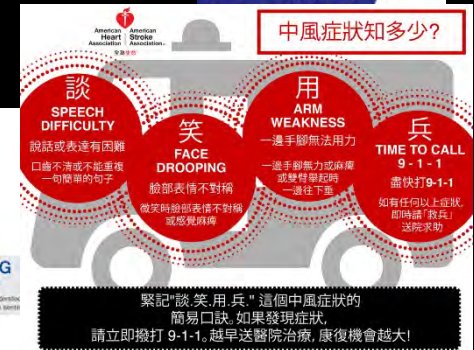 American Heart Association
American Stroke Association®
中風症狀知多少?
談
SPEECH
DIFFICULTY
說話或表達有困難
口齒不清或不能重複
一句簡單的句子
笑
FACE
DROOPING
臉部表情不對稱
微笑時臉部表情不對稱
或感覺麻痺
用
ARM
WEAKNESS
一邊手腳無法用力
一邊手腳無力或麻痺
或雙臂舉起時
一邊往下垂
兵
TIME TO CALL
9 - 1 - 1
盡快打9-1-1
如有任何以上症狀,
即時請「救兵」
送院求助
緊記"談.笑.用.兵." 這個中風症狀的
簡易口訣。如果發現症狀,
請立即撥打 9-1-1。越早送醫院治療, 康復機會越大!